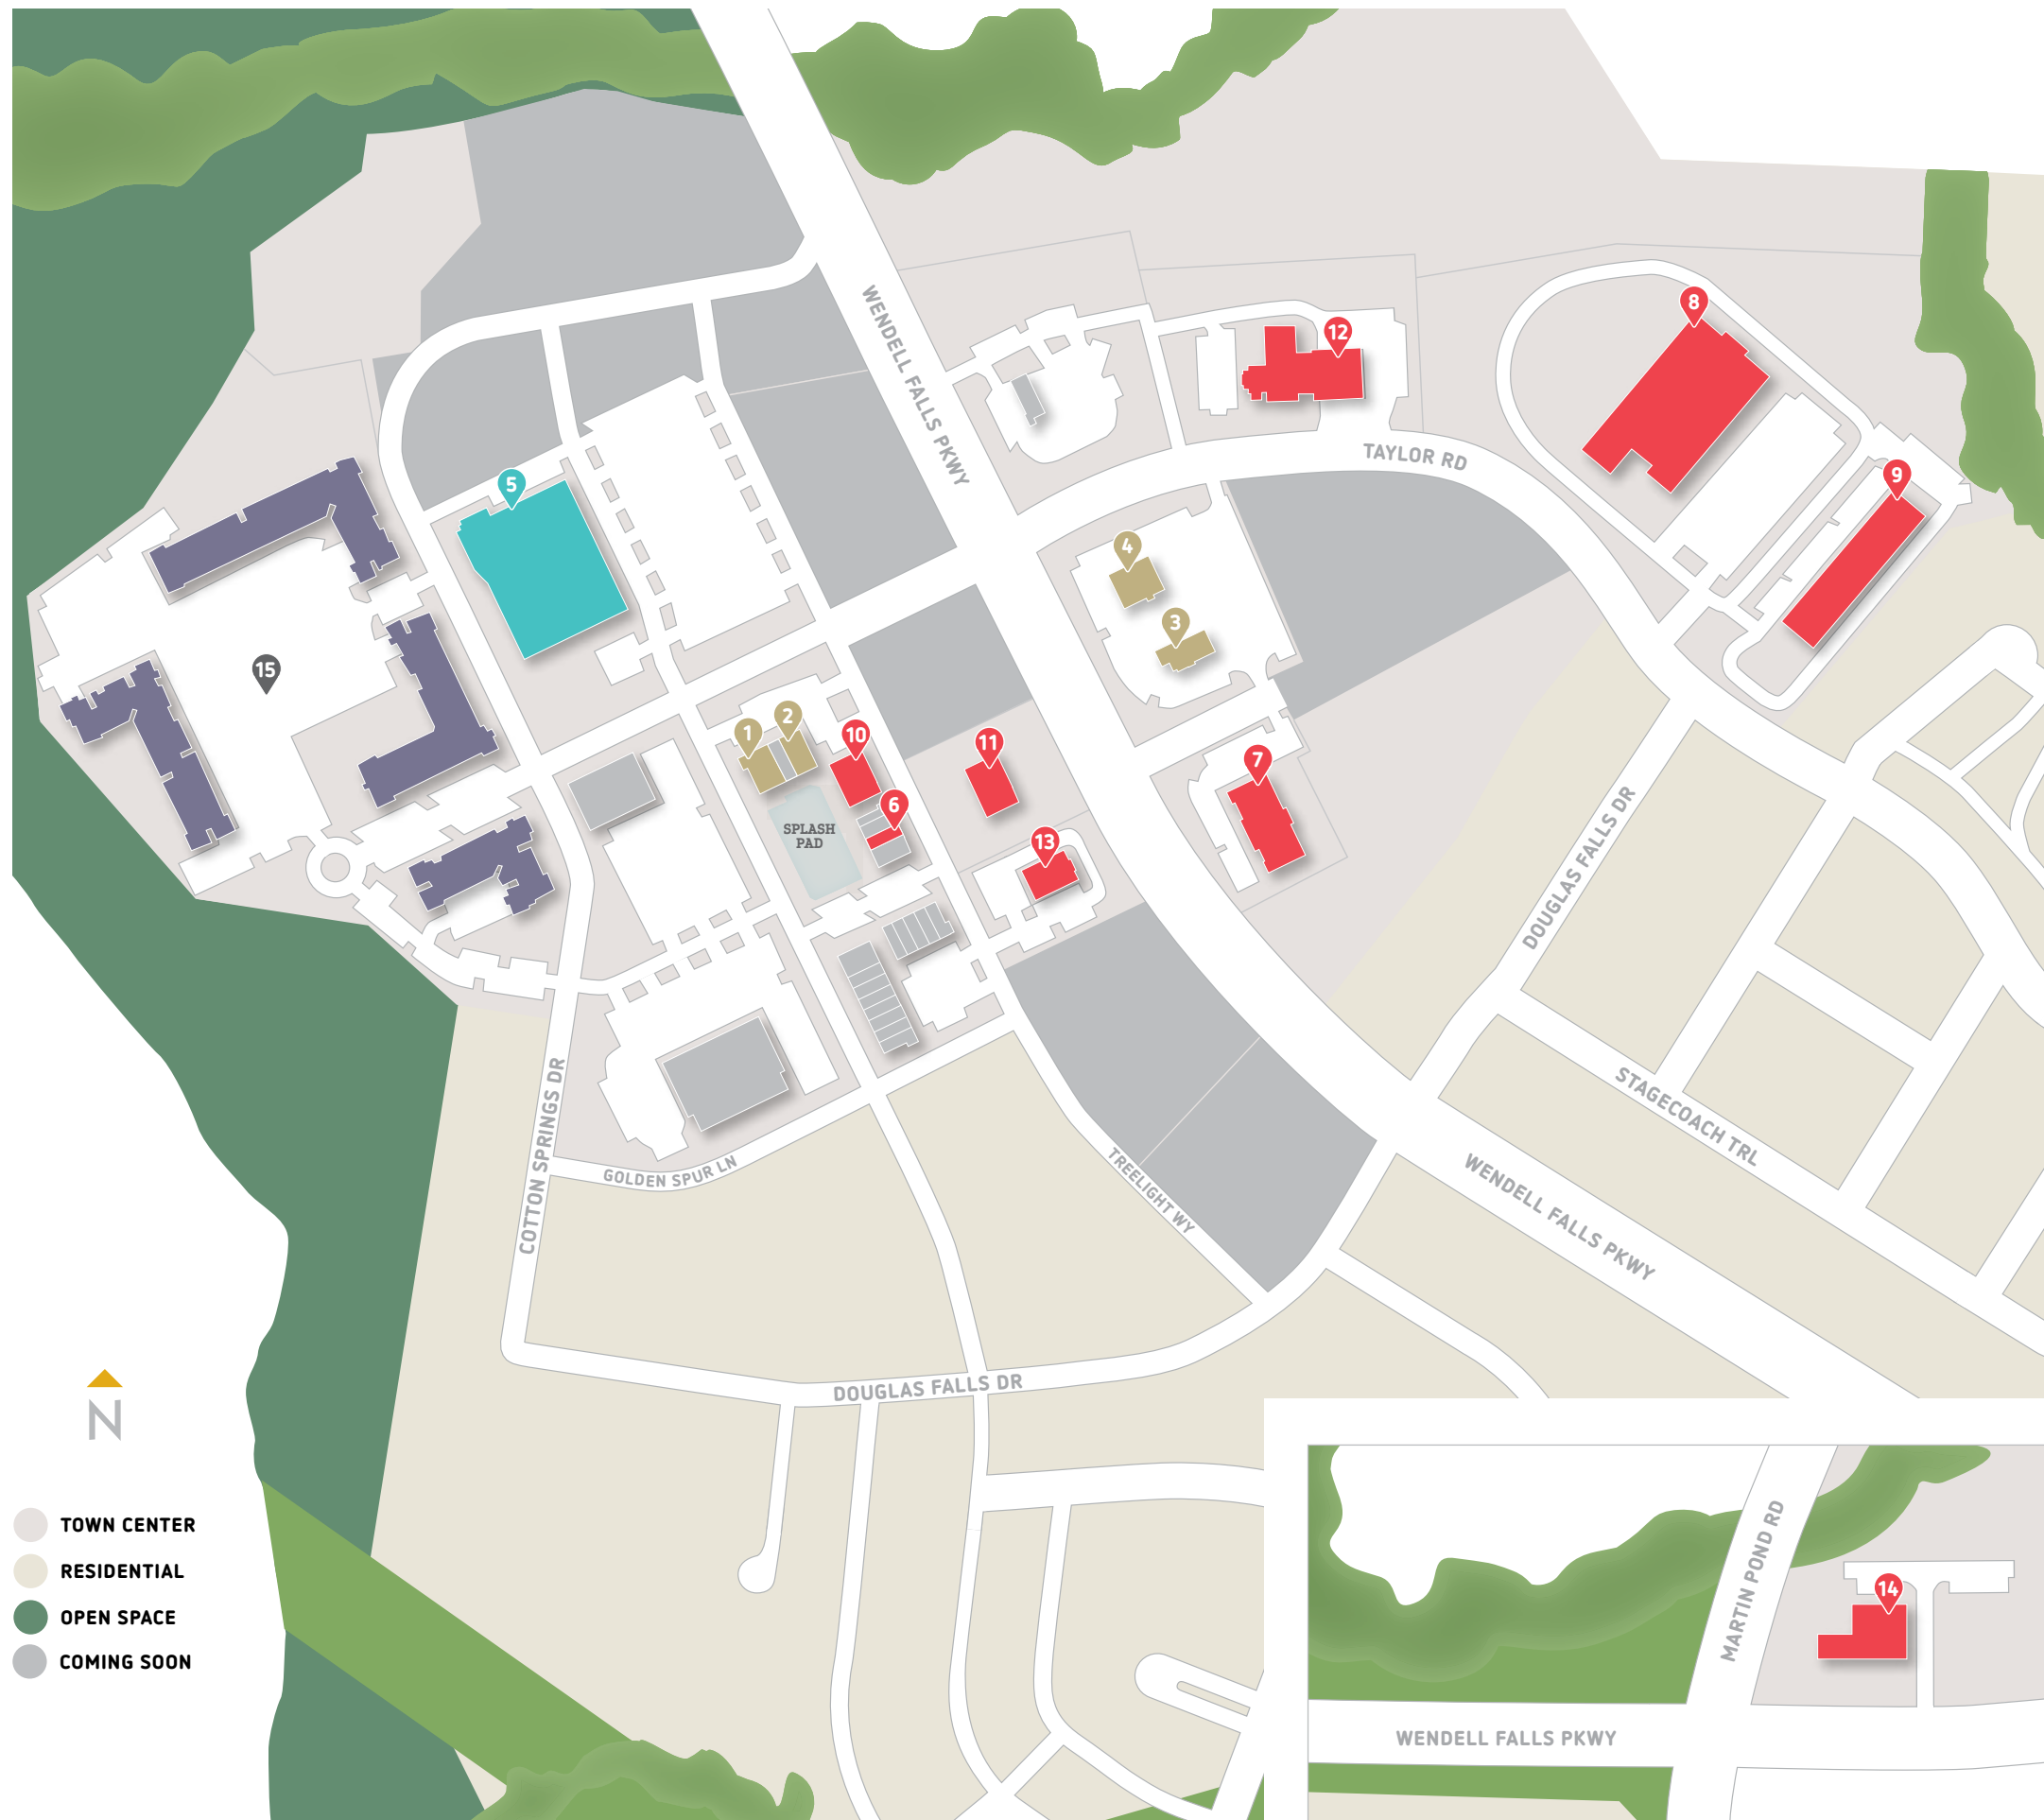 WENDELL FALLS PKWY
8
12
TAYLOR RD
9
5
4
3
15
1
2
10
11
7
6
SPLASH
PAD
13
DOUGLAS FALLS DR
COTTON SPRINGS DR
GOLDEN SPUR LN
TREELIGHT WY
STAGECOACH TRL
WENDELL FALLS PKWY
DOUGLAS FALLS DR
N
TOWN CENTER
RESIDENTIAL
OPEN SPACE
COMING SOON
MARTIN POND RD
14
WENDELL FALLS PKWY